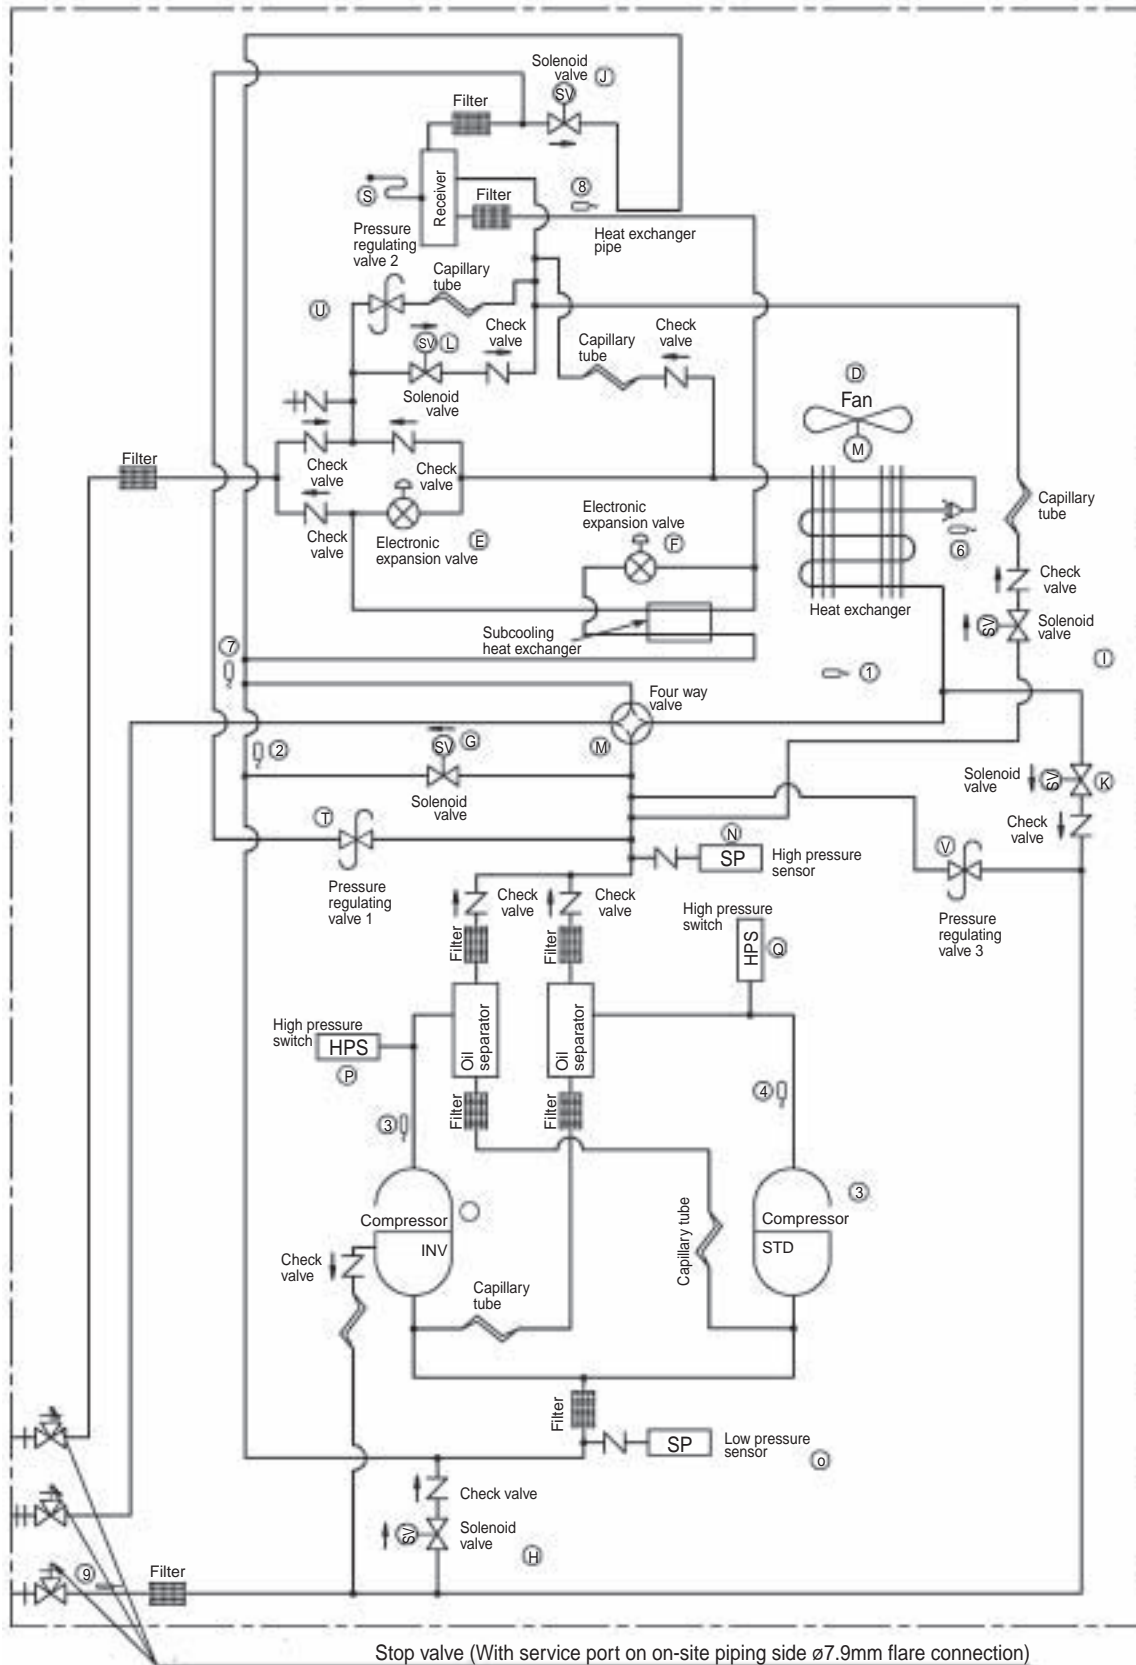 Solenoid
valve J
SV
Filter
Receiver
S
8
Filter
Heat exchanger
pipe
Pressure
regulating
valve 2
Capillary
tube
U
SV L
Check
valve
Solenoid
valve
Capillary
tube
Check
valve
D
Fan
M
Filter
Check
valve
Check
valve
Check
valve
Electronic
expansion valve
E
Electronic
expansion valve
F
6
Capillary
tube
Check
valve
SV
Solenoid
valve
I
Heat exchanger
Subcooling
heat exchanger
7
1
Four way
valve
M
2
SV G
Solenoid
valve
Solenoid
valve
SV
K
Check
valve
T
Pressure
regulating
valve 1
N
SP
High pressure
sensor
V
Pressure
regulating
valve 3
Check
valve
Check
valve
Filter
Filter
High pressure
switch
HPS
Q
Oil
separator
Oil
separator
High pressure
switch
HPS
P
Filter
Filter
3
4
Compressor
INV
Compressor
STD
3
Check
valve
Capillary
tube
Capillary tube
Filter
SP
Low pressure
sensor
o
Check valve
SV
Solenoid
valve
H
9
Filter
Stop valve (With service port on on-site piping side ø7.9mm flare connection)